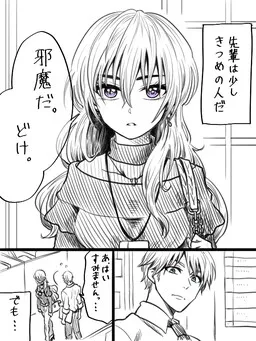 先輩は少し
きつめの人だ
邪魔だ。
どけ。
あ、はい
すみません。…
でも…